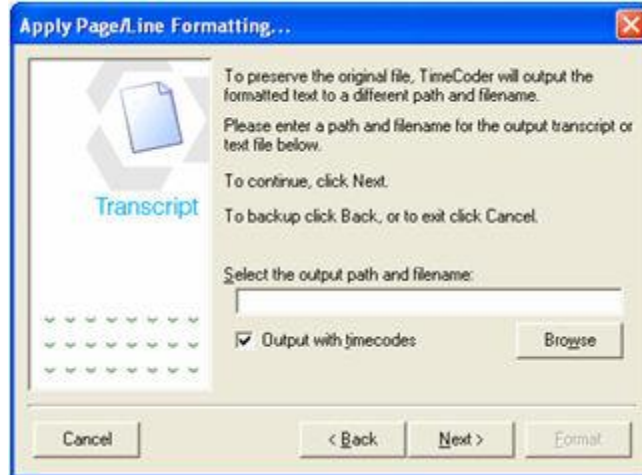 Apply Page/Line Formatting...
To preserve the original file, TimeCoder will output the
formatted text to a different path and filename.
Please enter a path and filename for the output transcript or
text file below.
To continue, click Next.
To backup click Back, or to exit click Cancel.
Transcript
Select the output path and filename:
Output with timecodes
Browse
Cancel
< Back
Next >
Format